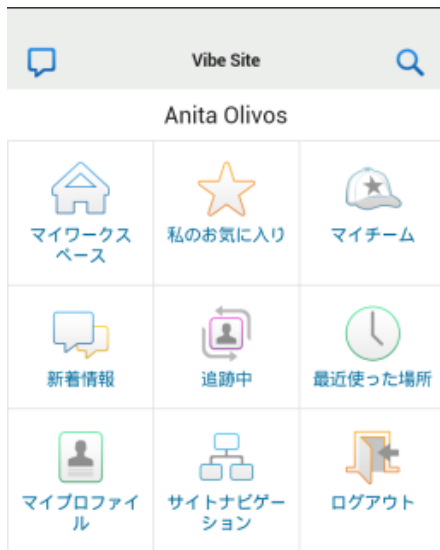 Vibe Site
Anita Olivos
マイワークス
ペース
私のお気に入り
マイチーム
新着情報
追跡中
最近使った場所
マイプロファイ
ル
サイトナビゲー
ション
ログアウト